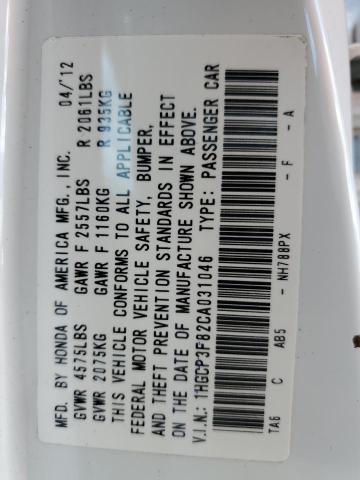 MFD. BY HONDA OF AMERICA MFG., INC. 04/12
GVWR 4575LBS GAWR F 2557LBS R 2061LBS
GVWR 2075KG GAWR F 1160KG R 935KG
THIS VEHICLE CONFORMS TO ALL APPLICABLE
FEDERAL MOTOR VEHICLE SAFETY, BUMPER,
AND THEFT PREVENTION STANDARDS IN EFFECT
ON THE DATE OF MANUFACTURE SHOWN ABOVE.
V.I.N.: 1HGCP3F82CA031046 TYPE: PASSENGER CAR
TA6 C AB5 - NH788PX - F - A